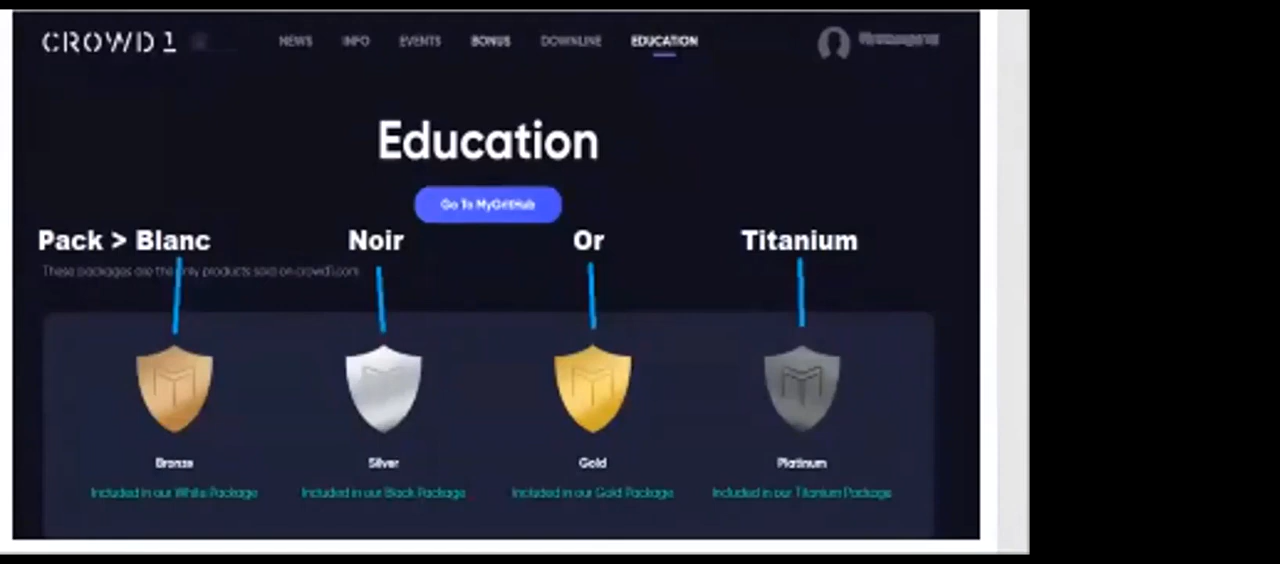 CROWD1
NEWS INFO EVENTS BONUS DOWNLINE EDUCATION
Education
Go To MyGritHub
Pack > Blanc Noir Or Titanium
These packages are the only products sold on crowd1.com
Bronze Silver Gold Platinum
Included in our White Package Included in our Black Package Included in our Gold Package Included in our Titanium Package